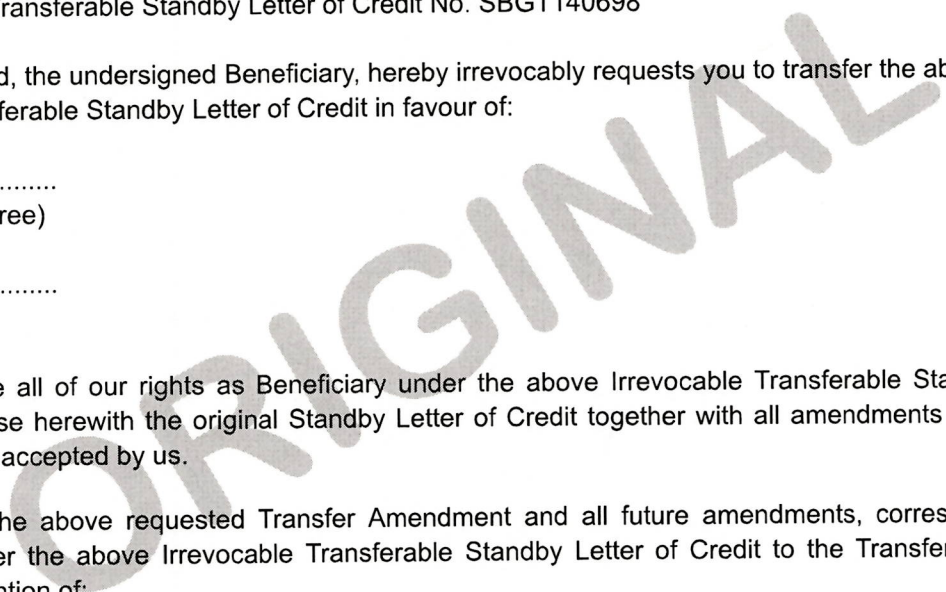 ransferable Standby Letter of Credit No. SBGT140698
d, the undersigned Beneficiary, hereby irrevocably requests you to transfer the ab
ferable Standby Letter of Credit in favour of:
.........
ree)
.........
e all of our rights as Beneficiary under the above Irrevocable Transferable Sta
se herewith the original Standby Letter of Credit together with all amendments
accepted by us.
he above requested Transfer Amendment and all future amendments, corres
er the above Irrevocable Transferable Standby Letter of Credit to the Transfer
ntion of:
ORIGINAL